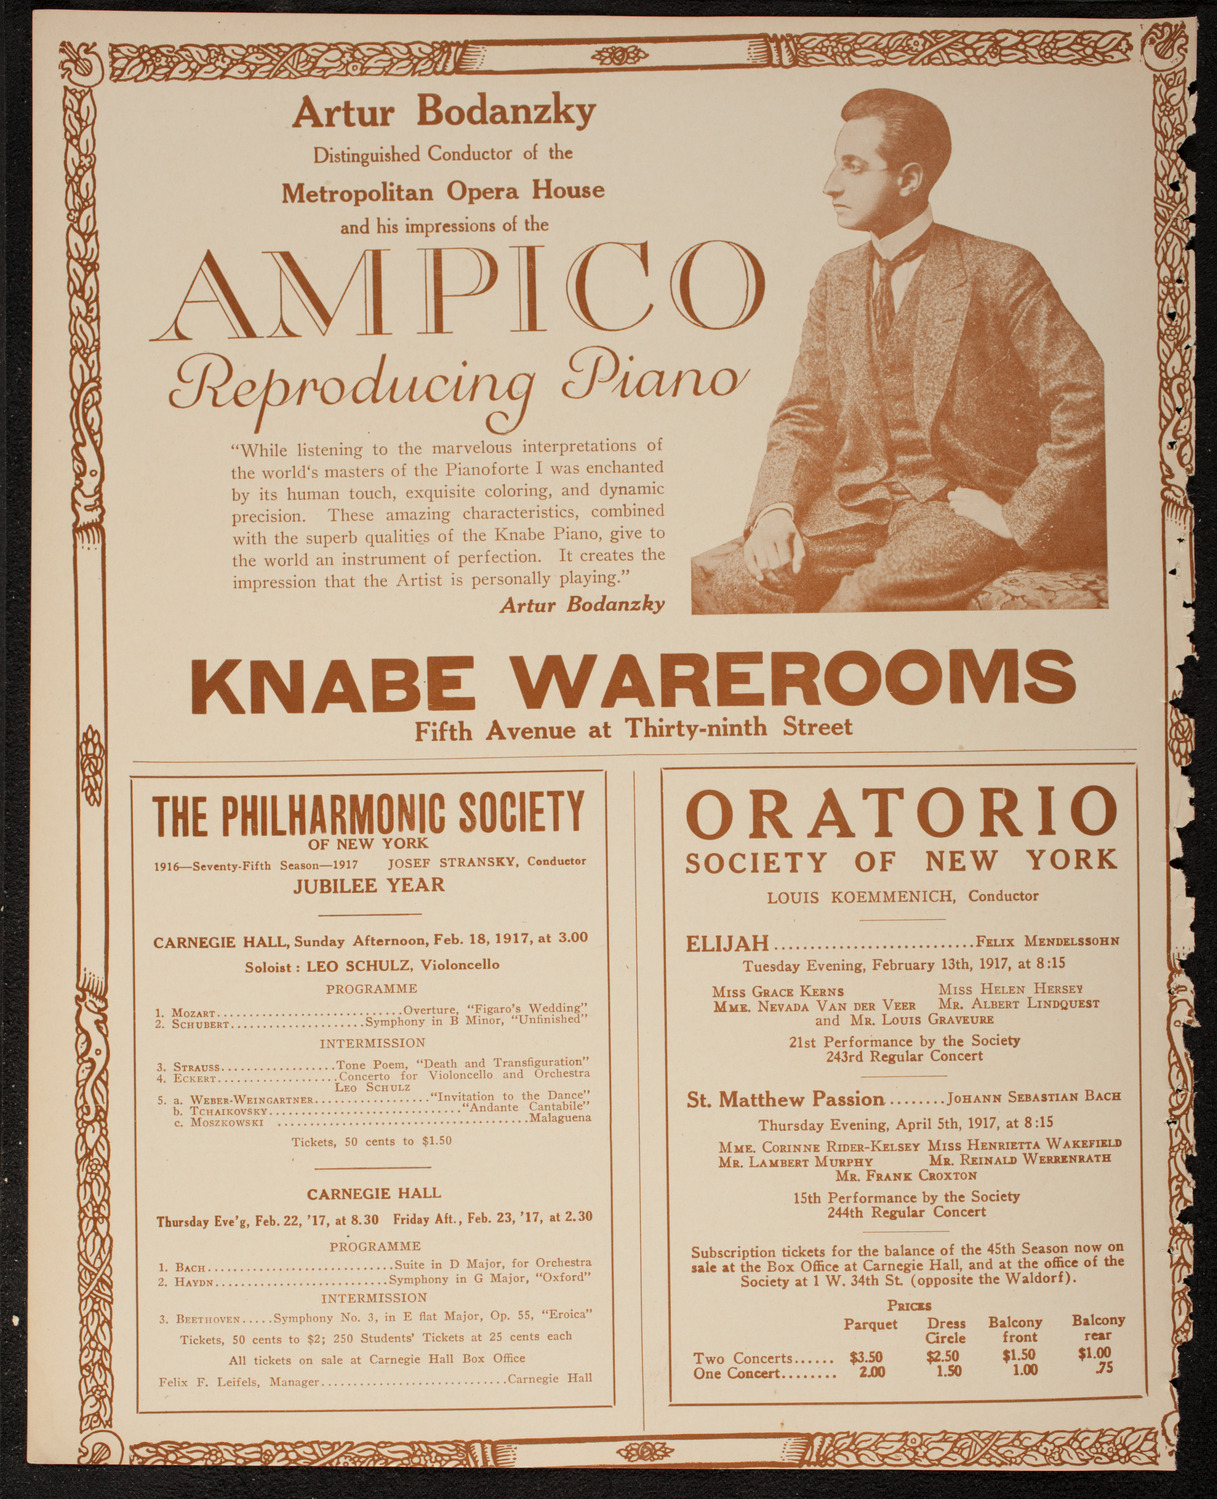 Artur Bodanzky
Distinguished Conductor of the
Metropolitan Opera House
and his impressions of the
AMPICO
Reproducing Piano
“While listening to the marvelous interpretations of
the world's masters of the Pianoforte I was enchanted
by its human touch, exquisite coloring, and dynamic
precision. These amazing characteristics, combined
with the superb qualities of the Knabe Piano, give to
the world an instrument of perfection. It creates the
impression that the Artist is personally playing.”
Artur Bodanzky
KNABE WAREROOMS
Fifth Avenue at Thirty-ninth Street
THE PHILHARMONIC SOCIETY
OF NEW YORK
1916—Seventy-Fifth Season—1917 JOSEF STRANSKY, Conductor
JUBILEE YEAR
CARNEGIE HALL, Sunday Afternoon, Feb. 18, 1917, at 3.00
Soloist : LEO SCHULZ, Violoncello
PROGRAMME
1. MOZART............................Overture, “Figaro's Wedding”
2. SCHUBERT.....................Symphony in B Minor, “Unfinished”
INTERMISSION
3. STRAUSS..................Tone Poem, “Death and Transfiguration”
4. ECKERT...................Concerto for Violoncello and Orchestra
LEO SCHULZ
5. a. WEBER-WEINGARTNER..................“Invitation to the Dance”
b. TCHAIKOVSKY..............................“Andante Cantabile”
c. MOSZKOWSKI .......................................Malaguena
Tickets, 50 cents to $1.50
CARNEGIE HALL
Thursday Eve'g, Feb. 22, '17, at 8.30 Friday Aft., Feb. 23, '17, at 2.30
PROGRAMME
1. BACH.............................Suite in D Major, for Orchestra
2. HAYDN...........................Symphony in G Major, “Oxford”
INTERMISSION
3. BEETHOVEN.....Symphony No. 3, in E flat Major, Op. 55, “Eroica”
Tickets, 50 cents to $2; 250 Students' Tickets at 25 cents each
All tickets on sale at Carnegie Hall Box Office
Felix F. Leifels, Manager.............................Carnegie Hall
ORATORIO
SOCIETY OF NEW YORK
LOUIS KOEMMENICH, Conductor
ELIJAH...........................FELIX MENDELSSOHN
Tuesday Evening, February 13th, 1917, at 8:15
MISS GRACE KERNS MISS HELEN HERSEY
MME. NEVADA VAN DER VEER MR. ALBERT LINDQUEST
and MR. LOUIS GRAVEURE
21st Performance by the Society
243rd Regular Concert
St. Matthew Passion........JOHANN SEBASTIAN BACH
Thursday Evening, April 5th, 1917, at 8:15
MME. CORINNE RIDER-KELSEY MISS HENRIETTA WAKEFIELD
MR. LAMBERT MURPHY MR. REINALD WERRENRATH
MR. FRANK CROXTON
15th Performance by the Society
244th Regular Concert
Subscription tickets for the balance of the 45th Season now on
sale at the Box Office at Carnegie Hall, and at the office of the
Society at 1 W. 34th St. (opposite the Waldorf).
PRICES
Parquet Dress Circle Balcony front Balcony rear
Two Concerts...... $3.50 $2.50 $1.50 $1.00
One Concert........ 2.00 1.50 1.00 .75